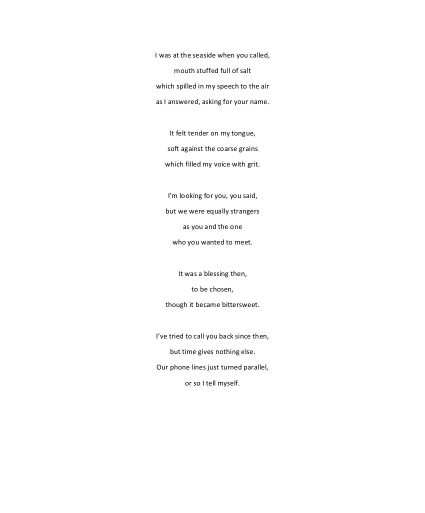 I was at the seaside when you called,
mouth stuffed full of salt
which spilled in my speech to the air
as I answered, asking for your name.
It felt tender on my tongue,
soft against the coarse grains
which filled my voice with grit.
I'm looking for you, you said,
but we were equally strangers
as you and the one
who you wanted to meet.
It was a blessing then,
to be chosen,
though it became bittersweet.
I've tried to call you back since then,
but time gives nothing else.
Our phone lines just turned parallel,
or so I tell myself.